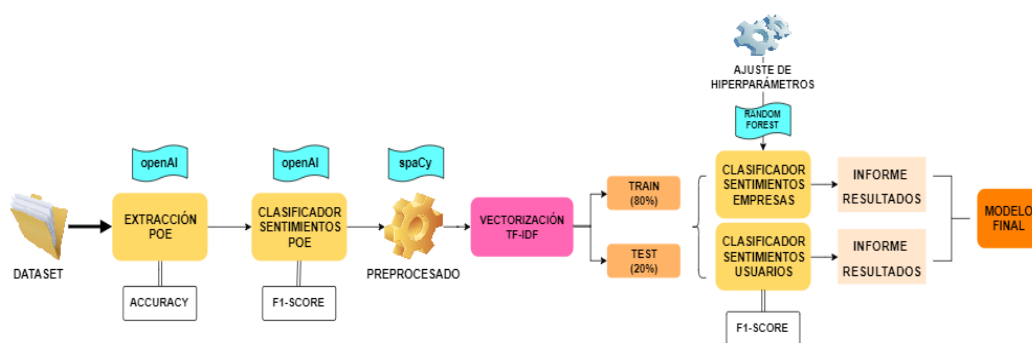 DATASET
openAI
EXTRACCIÓN
POE
ACCURACY
openAI
CLASIFICADOR
SENTIMIENTOS
POE
F1-SCORE
spaCy
PREPROCESADO
VECTORIZACIÓN
TF-IDF
TRAIN
(80%)
TEST
(20%)
AJUSTE DE
HIPERPARÁMETROS
RANDOM
FOREST
CLASIFICADOR
SENTIMIENTOS
EMPRESAS
CLASIFICADOR
SENTIMIENTOS
USUARIOS
F1-SCORE
INFORME
RESULTADOS
INFORME
RESULTADOS
MODELO
FINAL